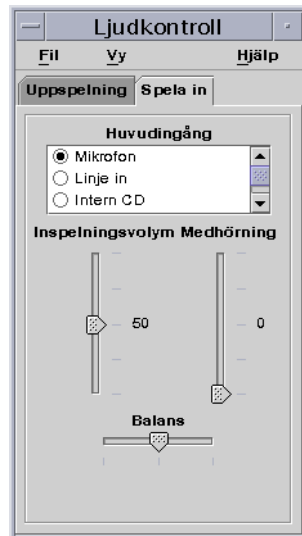 Ljudkontroll
Fil Vy Hjälp
Uppspelning Spela in
Huvudingång
Mikrofon
Linje in
Intern CD
Inspelningsvolym Medhörning
50 0
Balans